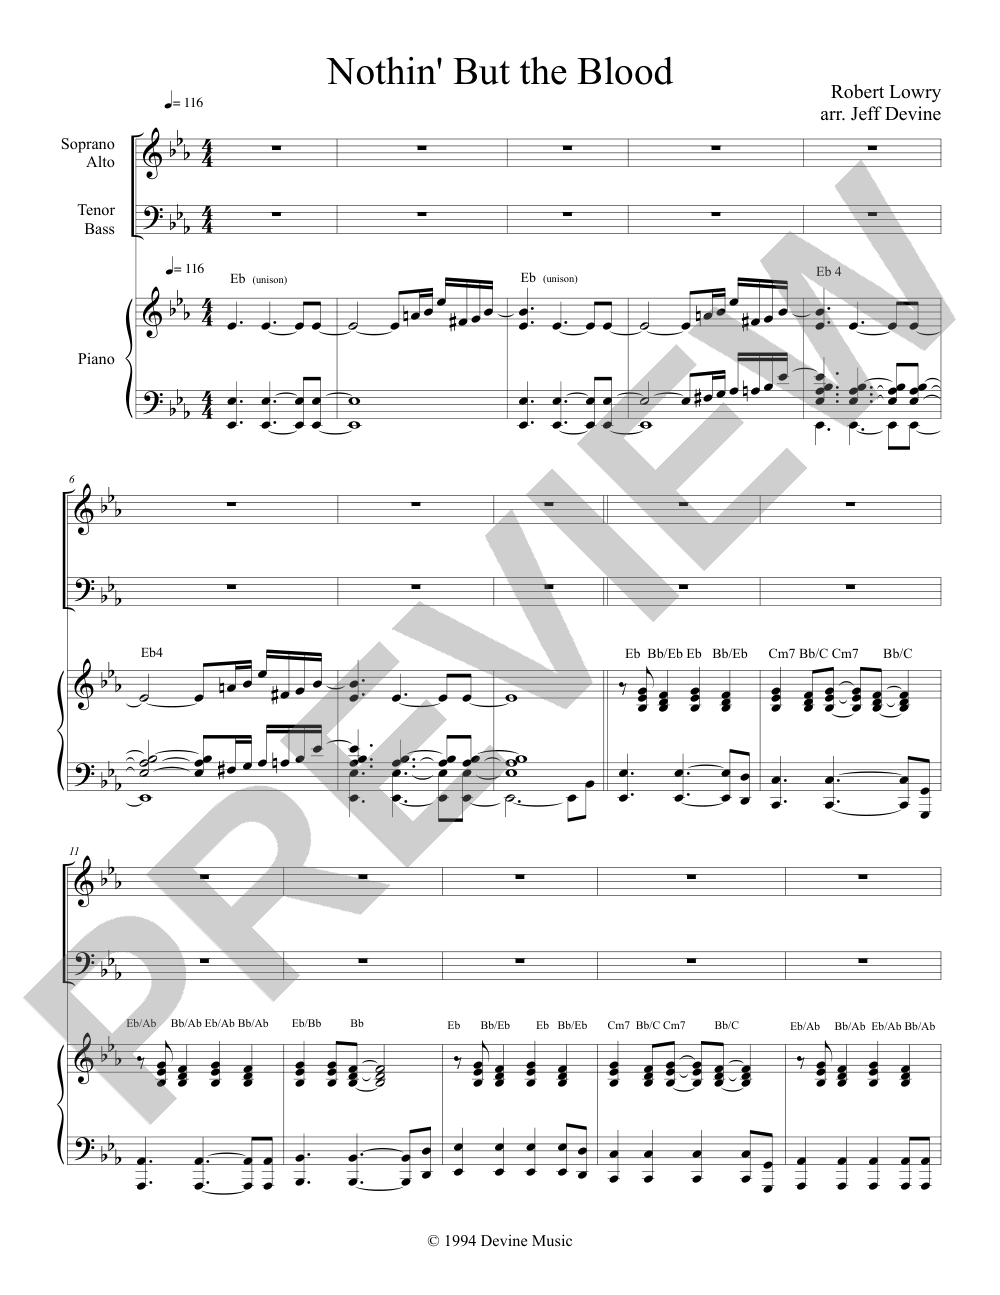 Nothin' But the Blood
Robert Lowry
arr. Jeff Devine
♩= 116
Soprano
Alto
Tenor
Bass
♩= 116
Eb (unison) Eb (unison) Eb 4
Piano
6
Eb4 Eb Bb/Eb Eb Bb/Eb Cm7 Bb/C Cm7 Bb/C
11
Eb/Ab Bb/Ab Eb/Ab Bb/Ab Eb/Bb Bb Eb Bb/Eb Eb Bb/Eb Cm7 Bb/C Cm7 Bb/C Eb/Ab Bb/Ab Eb/Ab Bb/Ab
PREVIEW
© 1994 Devine Music